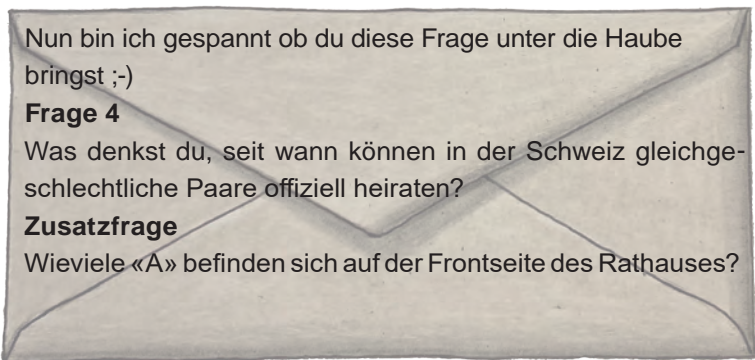 Nun bin ich gespannt ob du diese Frage unter die Haube
bringst ;-)
Frage 4
Was denkst du, seit wann können in der Schweiz gleichge-
schlechtliche Paare offiziell heiraten?
Zusatzfrage
Wieviele «A» befinden sich auf der Frontseite des Rathauses?